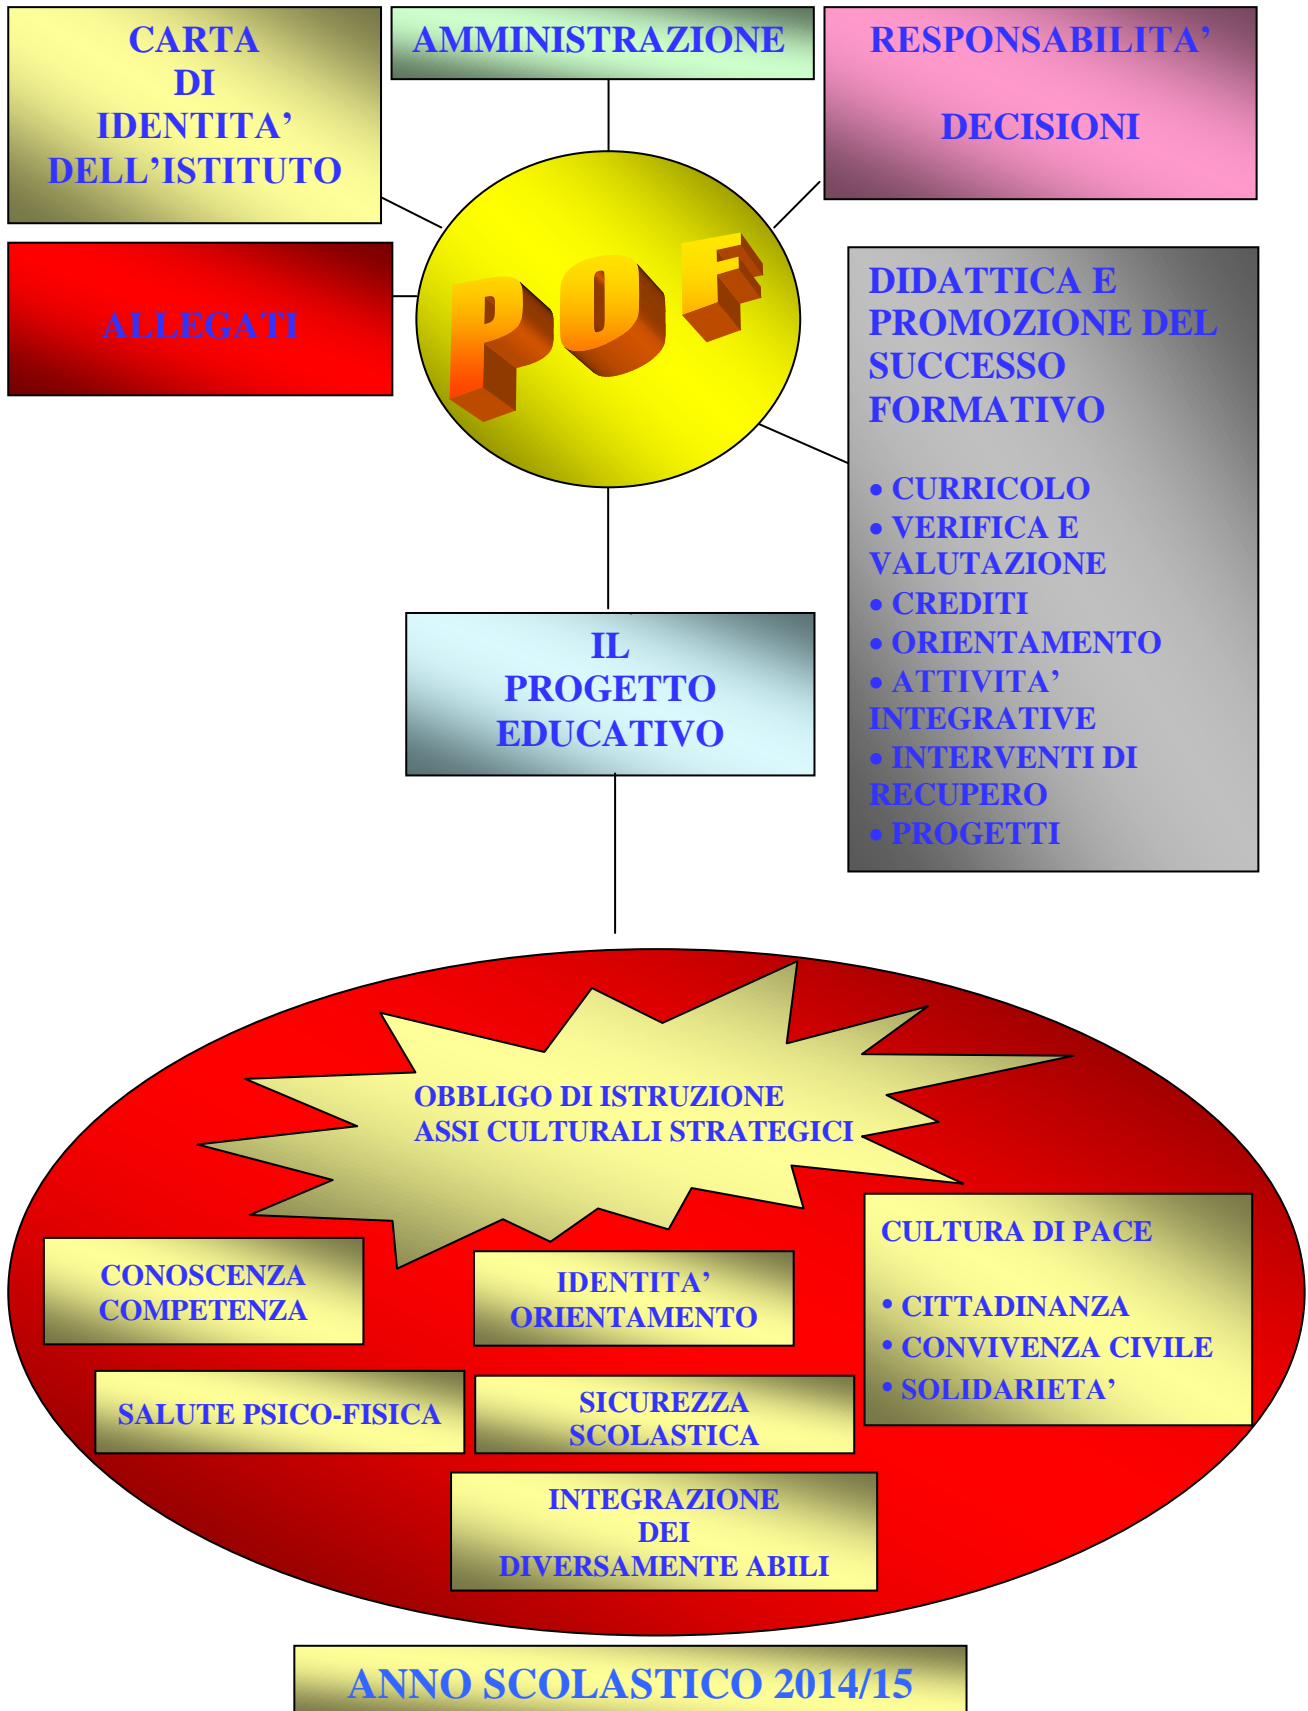 CARTA
DI
IDENTITA’
DELL’ISTITUTO
AMMINISTRAZIONE
RESPONSABILITA’
DECISIONI
ALLEGATI
POF
DIDATTICA E
PROMOZIONE DEL
SUCCESSO
FORMATIVO
• CURRICOLO
• VERIFICA E
VALUTAZIONE
• CREDITI
• ORIENTAMENTO
• ATTIVITA’
INTEGRATIVE
• INTERVENTI DI
RECUPERO
• PROGETTI
IL
PROGETTO
EDUCATIVO
OBBLIGO DI ISTRUZIONE
ASSI CULTURALI STRATEGICI
CONOSCENZA
COMPETENZA
IDENTITA’
ORIENTAMENTO
CULTURA DI PACE
• CITTADINANZA
• CONVIVENZA CIVILE
• SOLIDARIETA’
SALUTE PSICO-FISICA
SICUREZZA
SCOLASTICA
INTEGRAZIONE
DEI
DIVERSAMENTE ABILI
ANNO SCOLASTICO 2014/15